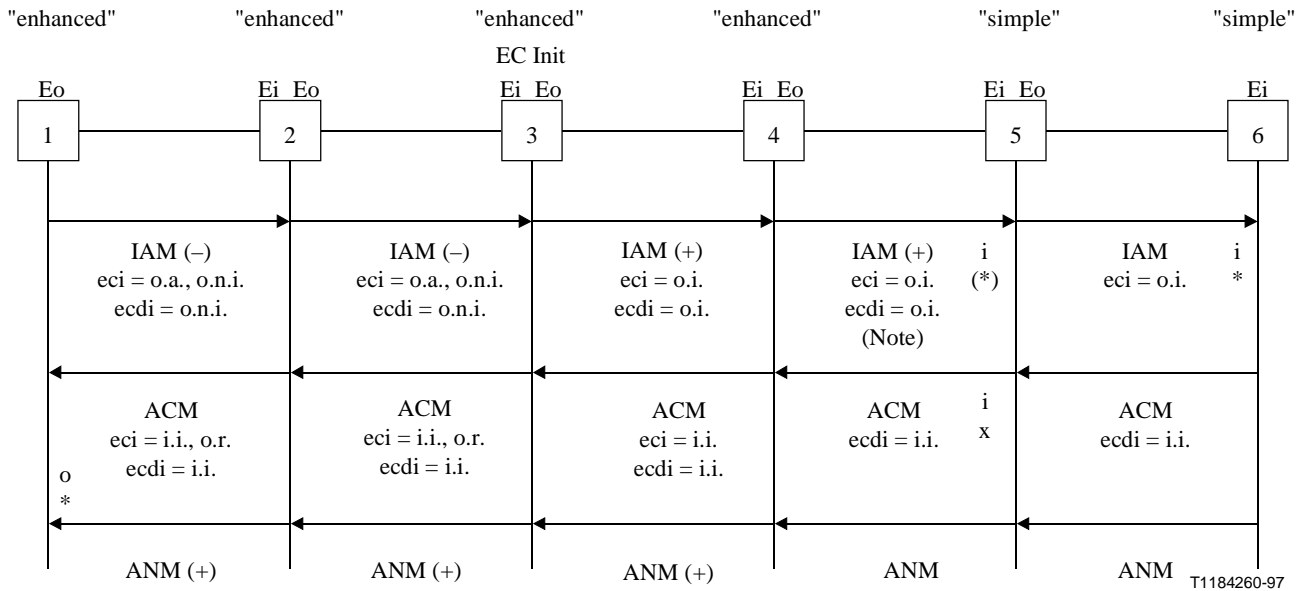 "enhanced" "enhanced" "enhanced" "enhanced" "simple" "simple"
EC Init
Eo Ei Eo Ei Eo Ei Eo Ei Eo Ei
1 2 3 4 5 6
IAM (–) IAM (–) IAM (+) IAM (+) i IAM i
eci = o.a., o.n.i. eci = o.a., o.n.i. eci = o.i. eci = o.i. (*) eci = o.i. *
ecdi = o.n.i. ecdi = o.n.i. ecdi = o.i. ecdi = o.i.
(Note)
ACM ACM ACM ACM i ACM
eci = i.i., o.r. eci = i.i., o.r. eci = i.i. ecdi = i.i. x ecdi = i.i.
ecdi = i.i. ecdi = i.i. ecdi = i.i.
o
*
ANM (+) ANM (+) ANM (+) ANM ANM
T1184260-97